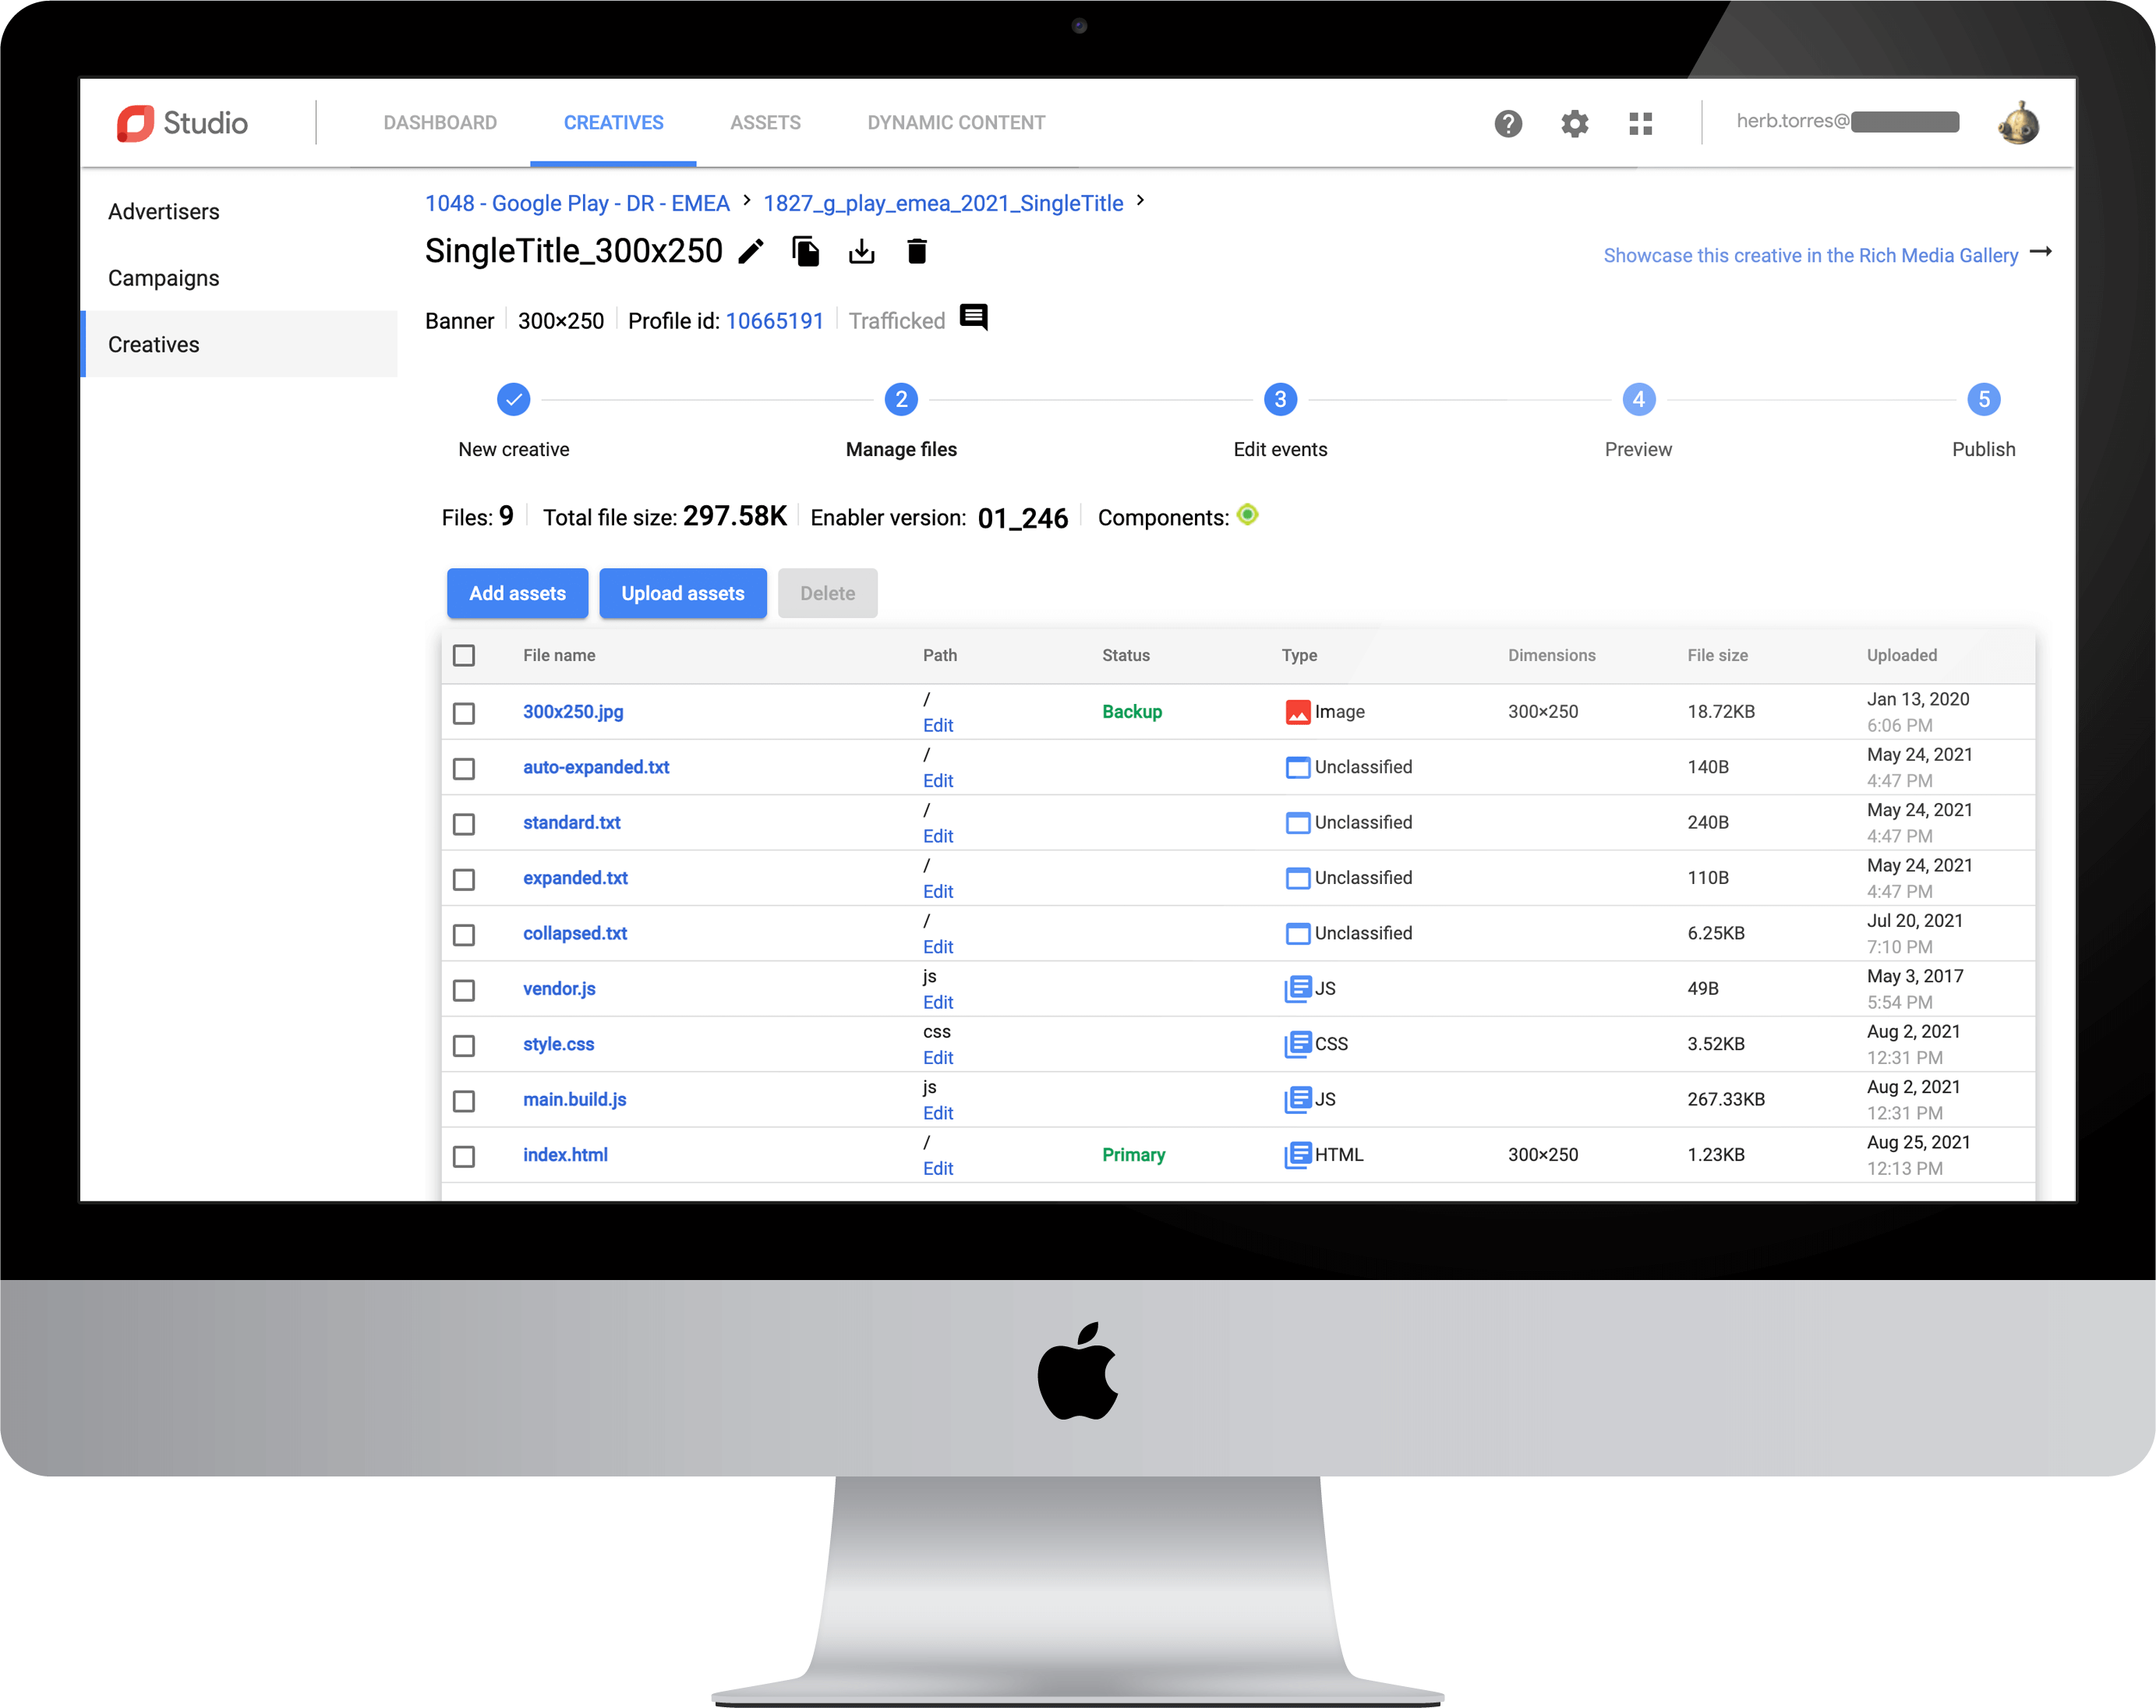 Studio
DASHBOARD CREATIVES ASSETS DYNAMIC CONTENT
herb.torres@
Advertisers
Campaigns
Creatives
1048 - Google Play - DR - EMEA > 1827_g_play_emea_2021_SingleTitle >
SingleTitle_300x250
Showcase this creative in the Rich Media Gallery →
Banner 300×250 Profile id: 10665191 Trafficked
2 3 4 5
New creative Manage files Edit events Preview Publish
Files: 9 Total file size: 297.58K Enabler version: 01_246 Components:
Add assets Upload assets Delete
File name Path Status Type Dimensions File size Uploaded
300x250.jpg / Edit Backup Image 300×250 18.72KB Jan 13, 2020 6:06 PM
auto-expanded.txt / Edit Unclassified 140B May 24, 2021 4:47 PM
standard.txt / Edit Unclassified 240B May 24, 2021 4:47 PM
expanded.txt / Edit Unclassified 110B May 24, 2021 4:47 PM
collapsed.txt / Edit Unclassified 6.25KB Jul 20, 2021 7:10 PM
vendor.js js Edit JS 49B May 3, 2017 5:54 PM
style.css css Edit CSS 3.52KB Aug 2, 2021 12:31 PM
main.build.js js Edit JS 267.33KB Aug 2, 2021 12:31 PM
index.html / Edit Primary HTML 300×250 1.23KB Aug 25, 2021 12:13 PM